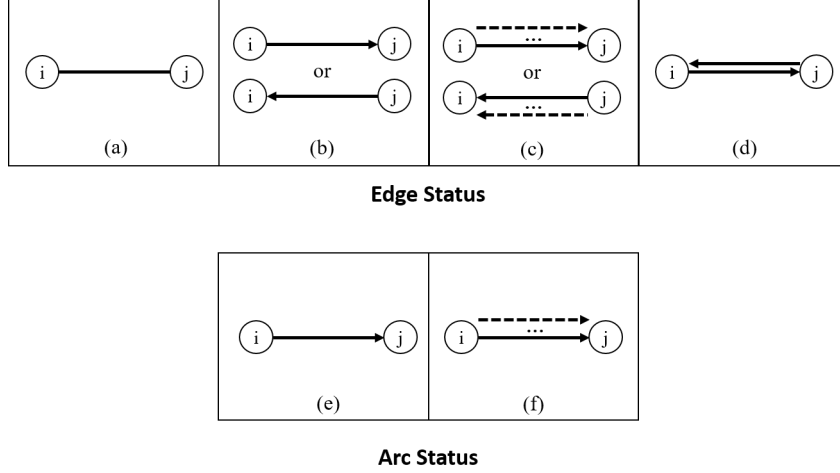 i j
i j
or
i j
... 
i j
or
i j
...
i j
(a) (b) (c) (d)
Edge Status
i j
...
i j
(e) (f)
Arc Status